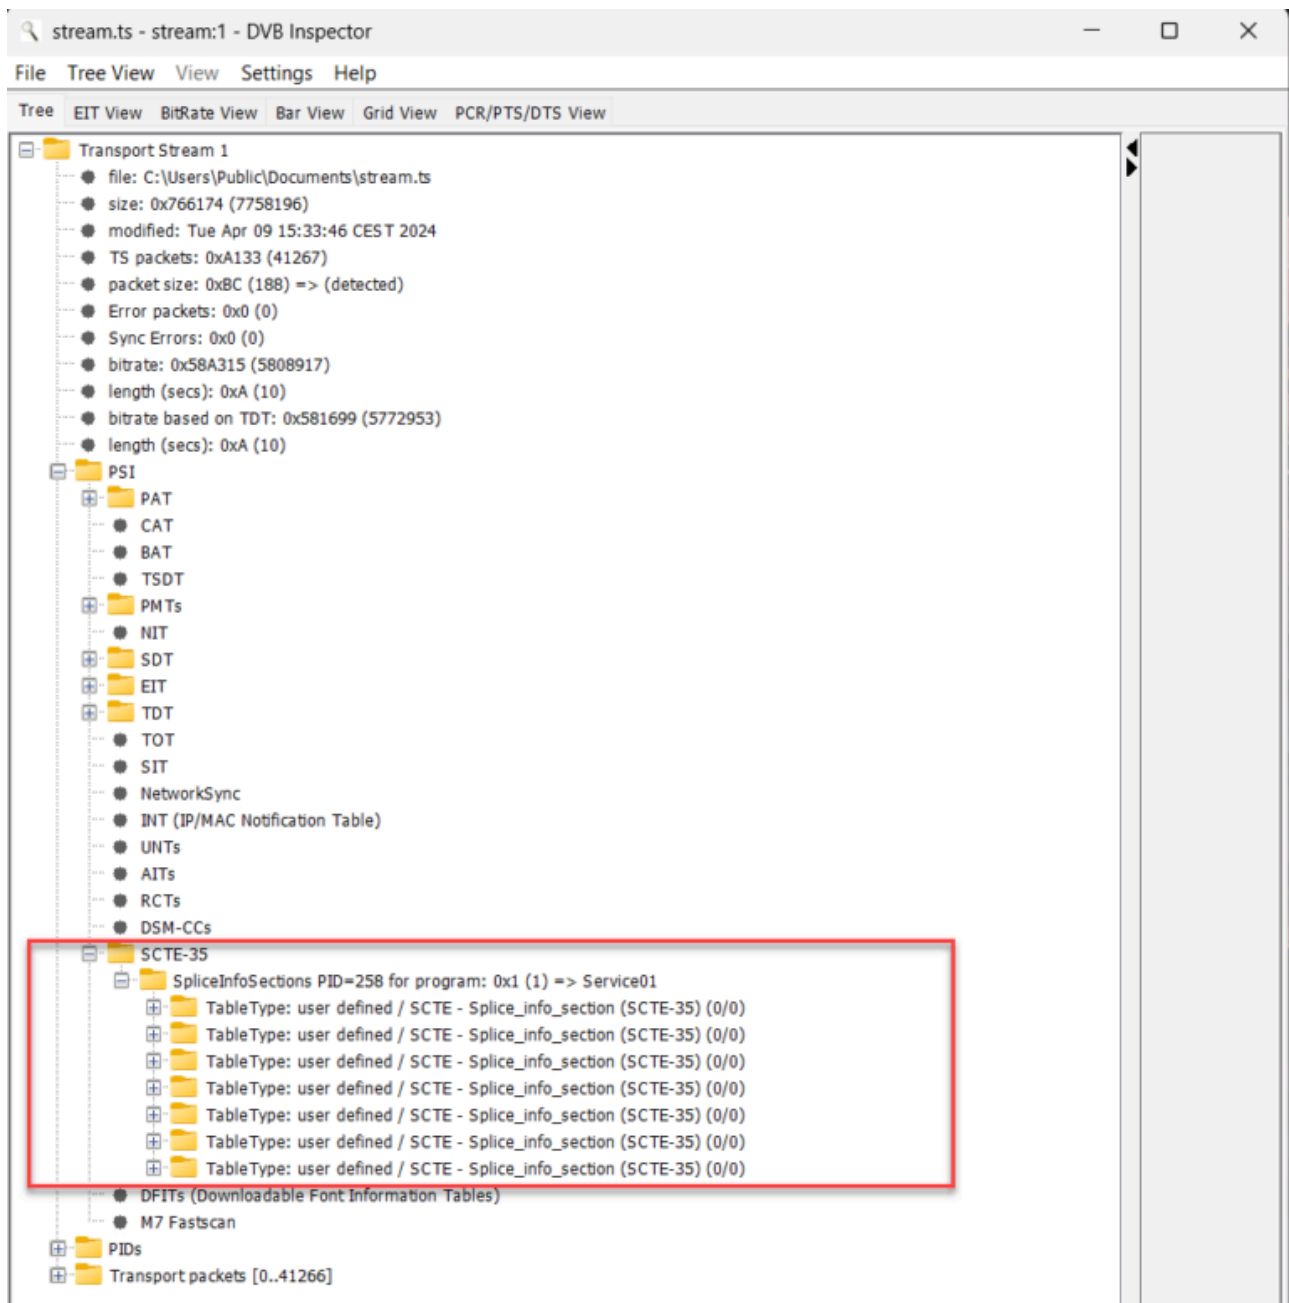 stream.ts - stream:1 - DVB Inspector
File Tree View View Settings Help
Tree EIT View BitRate View Bar View Grid View PCR/PTS/DTS View
Transport Stream 1
file: C:\Users\Public\Documents\stream.ts
size: 0x766174 (7758196)
modified: Tue Apr 09 15:33:46 CEST 2024
TS packets: 0xA133 (41267)
packet size: 0xBC (188) => (detected)
Error packets: 0x0 (0)
Sync Errors: 0x0 (0)
bitrate: 0x58A315 (5808917)
length (secs): 0xA (10)
bitrate based on TDT: 0x581699 (5772953)
length (secs): 0xA (10)
PSI
PAT
CAT
BAT
TSDT
PMTs
NIT
SDT
EIT
TDT
TOT
SIT
NetworkSync
INT (IP/MAC Notification Table)
UNTs
AITs
RCTs
DSM-CCs
SCTE-35
SpliceInfoSections PID=258 for program: 0x1 (1) => Service01
TableType: user defined / SCTE - Splice_info_section (SCTE-35) (0/0)
TableType: user defined / SCTE - Splice_info_section (SCTE-35) (0/0)
TableType: user defined / SCTE - Splice_info_section (SCTE-35) (0/0)
TableType: user defined / SCTE - Splice_info_section (SCTE-35) (0/0)
TableType: user defined / SCTE - Splice_info_section (SCTE-35) (0/0)
TableType: user defined / SCTE - Splice_info_section (SCTE-35) (0/0)
TableType: user defined / SCTE - Splice_info_section (SCTE-35) (0/0)
DFITs (Downloadable Font Information Tables)
M7 Fastscan
PIDs
Transport packets [0..41266]